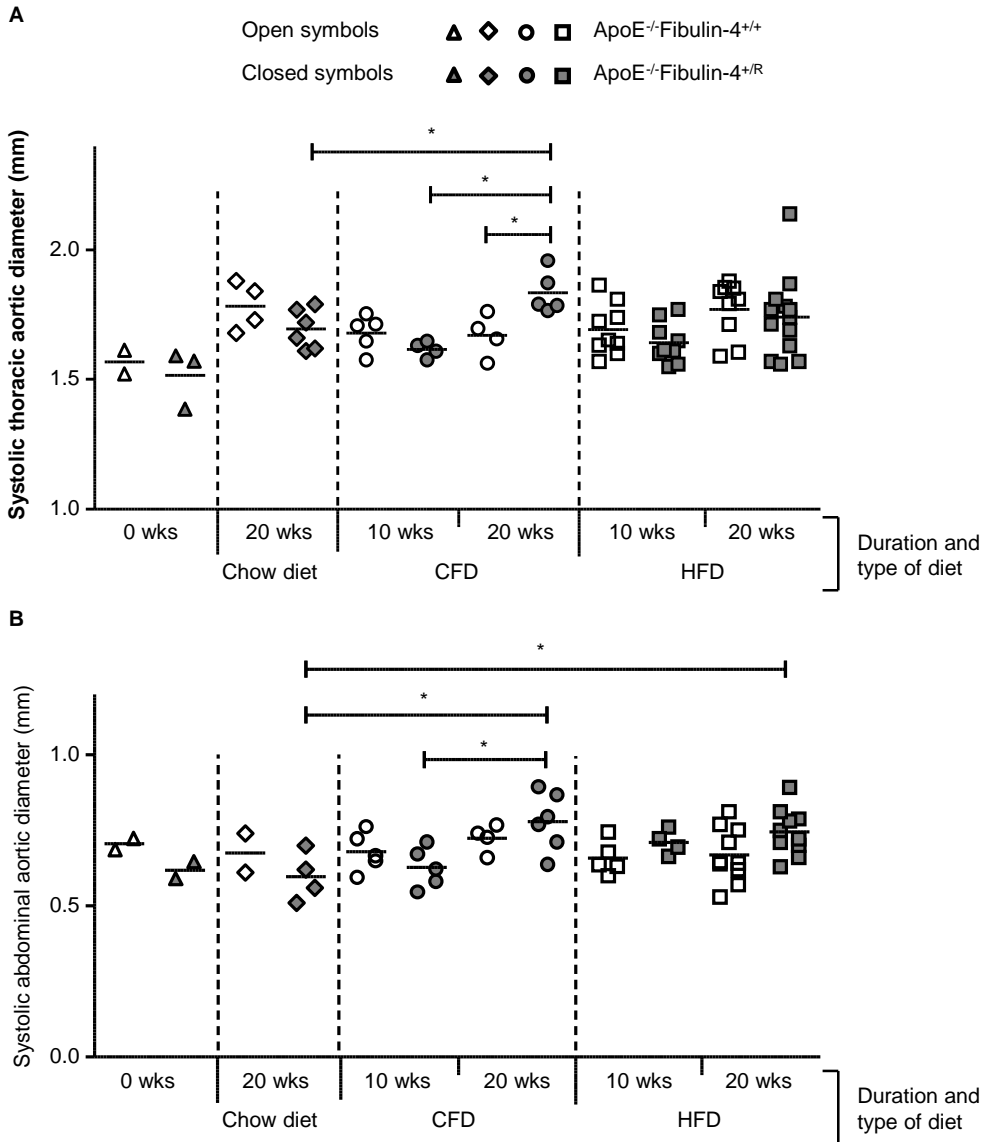 A
Open symbols ApoE-/-Fibulin-4+/+
Closed symbols ApoE-/-Fibulin-4+/R
Systolic thoracic aortic diameter (mm)
*
*
*
2.0
1.5
1.0
0 wks 20 wks 10 wks 20 wks 10 wks 20 wks
Chow diet CFD HFD
Duration and
type of diet
B
Systolic abdominal aortic diameter (mm)
*
*
*
1.0
0.5
0.0
0 wks 20 wks 10 wks 20 wks 10 wks 20 wks
Chow diet CFD HFD
Duration and
type of diet